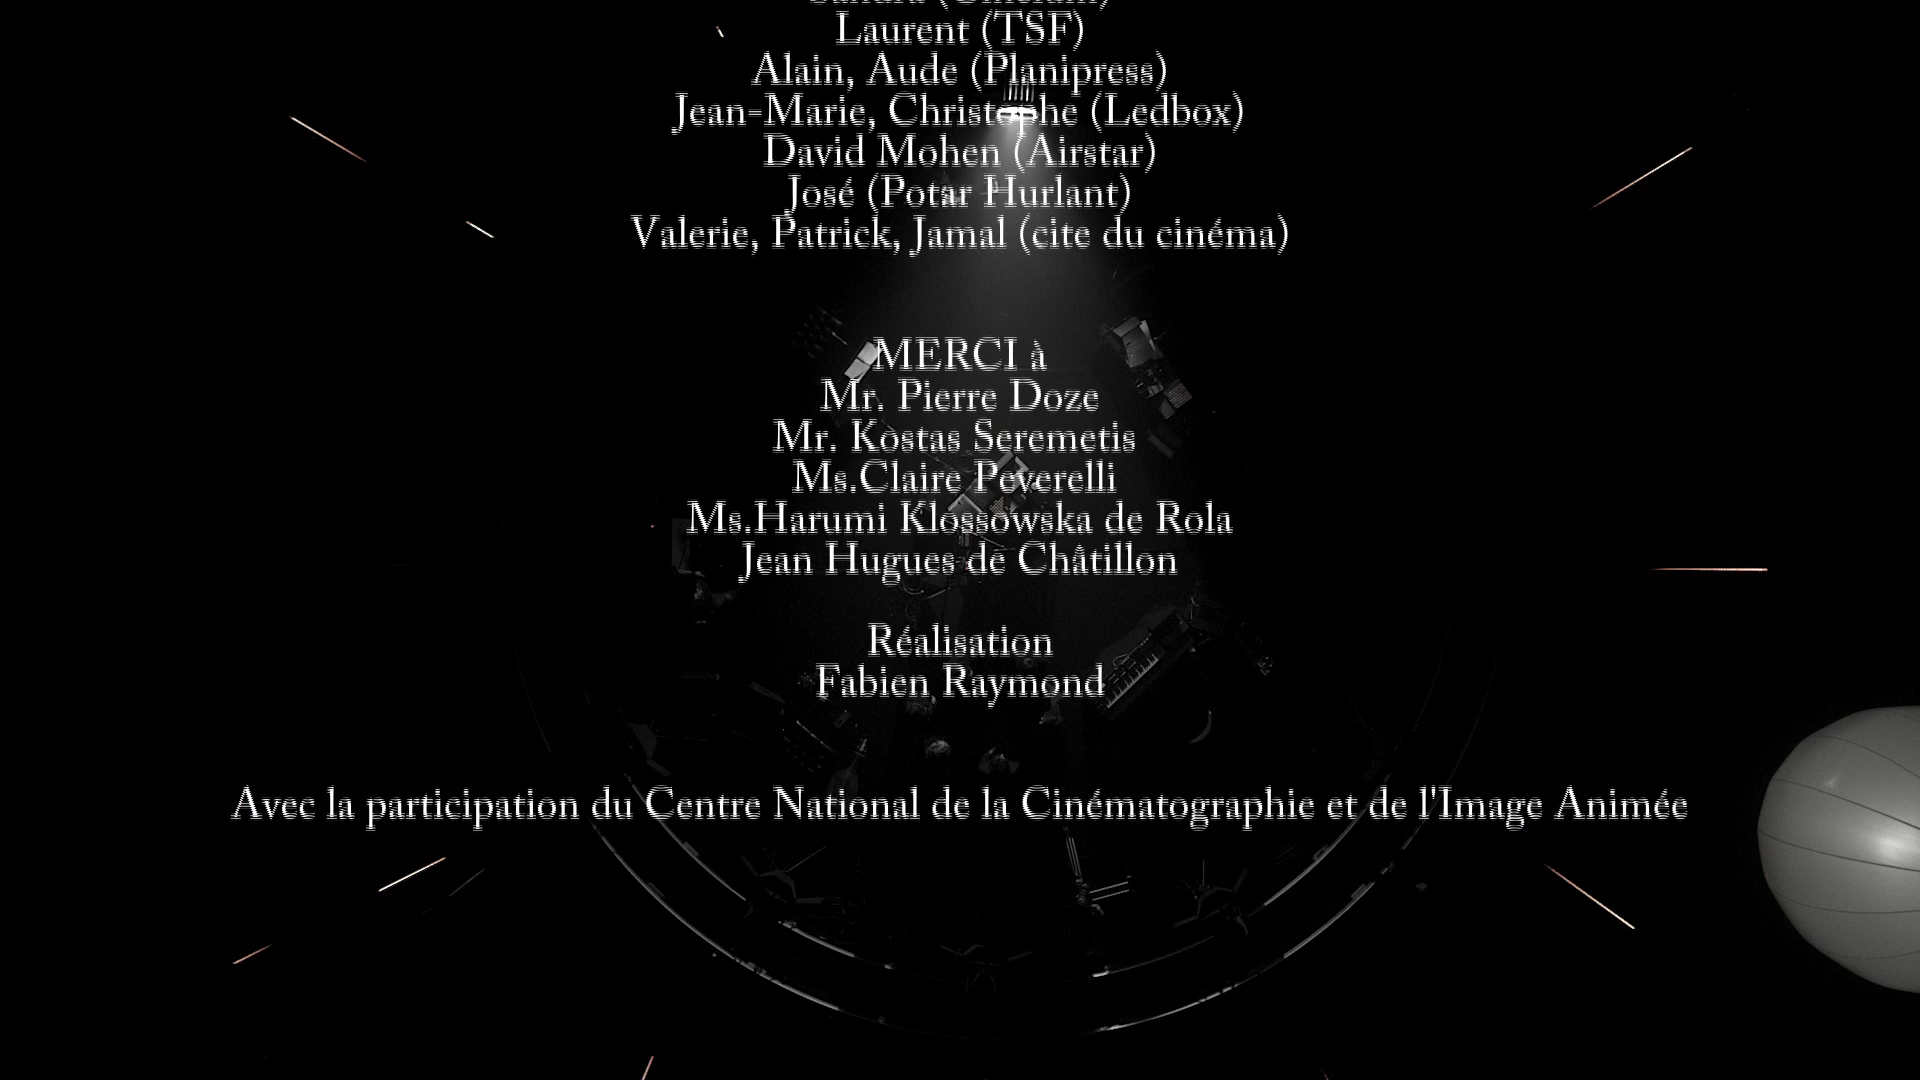 Laurent (TSF)
Alain, Aude (Planipress)
Jean-Marie, Christophe (Ledbox)
David Mohen (Airstar)
José (Potar Hurlant)
Valerie, Patrick, Jamal (cite du cinéma)
MERCI à
Mr. Pierre Doze
Mr. Kostas Seremetis
Ms.Claire Peverelli
Ms.Harumi Klossowska de Rola
Jean Hugues de Châtillon
Réalisation
Fabien Raymond
Avec la participation du Centre National de la Cinématographie et de l'Image Animée